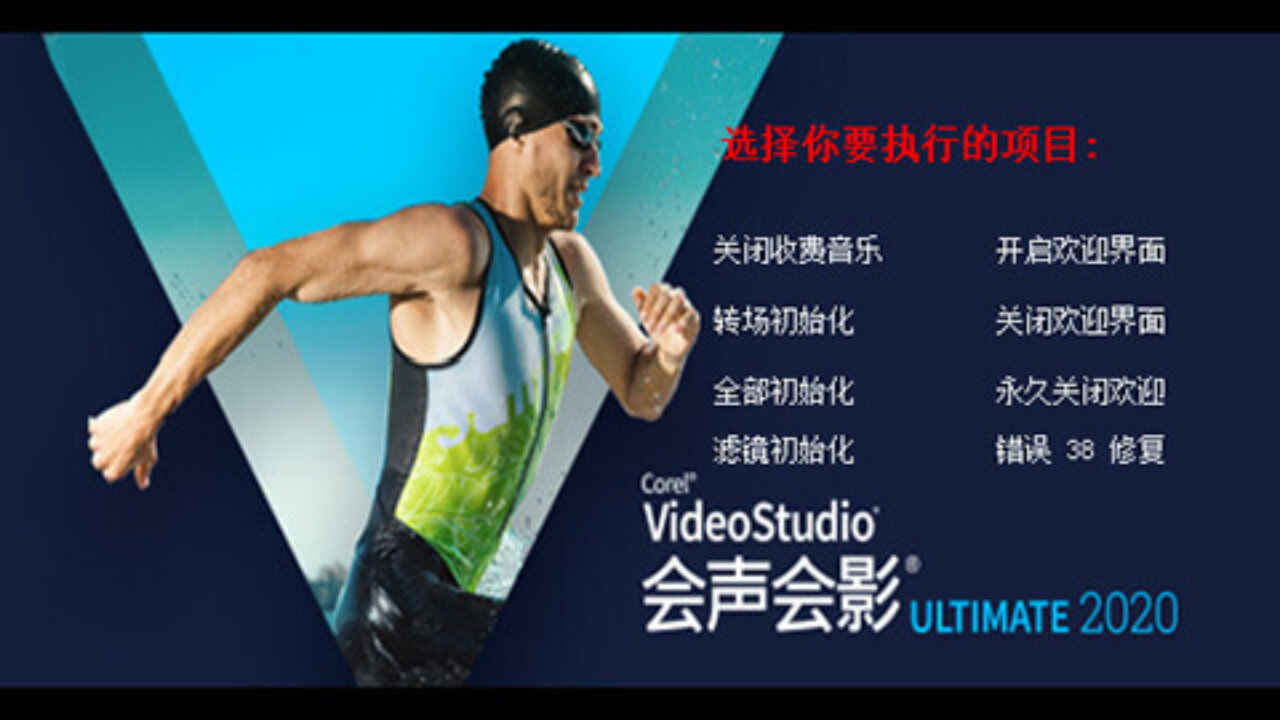 选择你要执行的项目:
关闭收费音乐 开启欢迎界面
转场初始化 关闭欢迎界面
全部初始化 永久关闭欢迎
滤镜初始化 错误 38 修复
Corel®
VideoStudio®
会声会影® ULTIMATE 2020